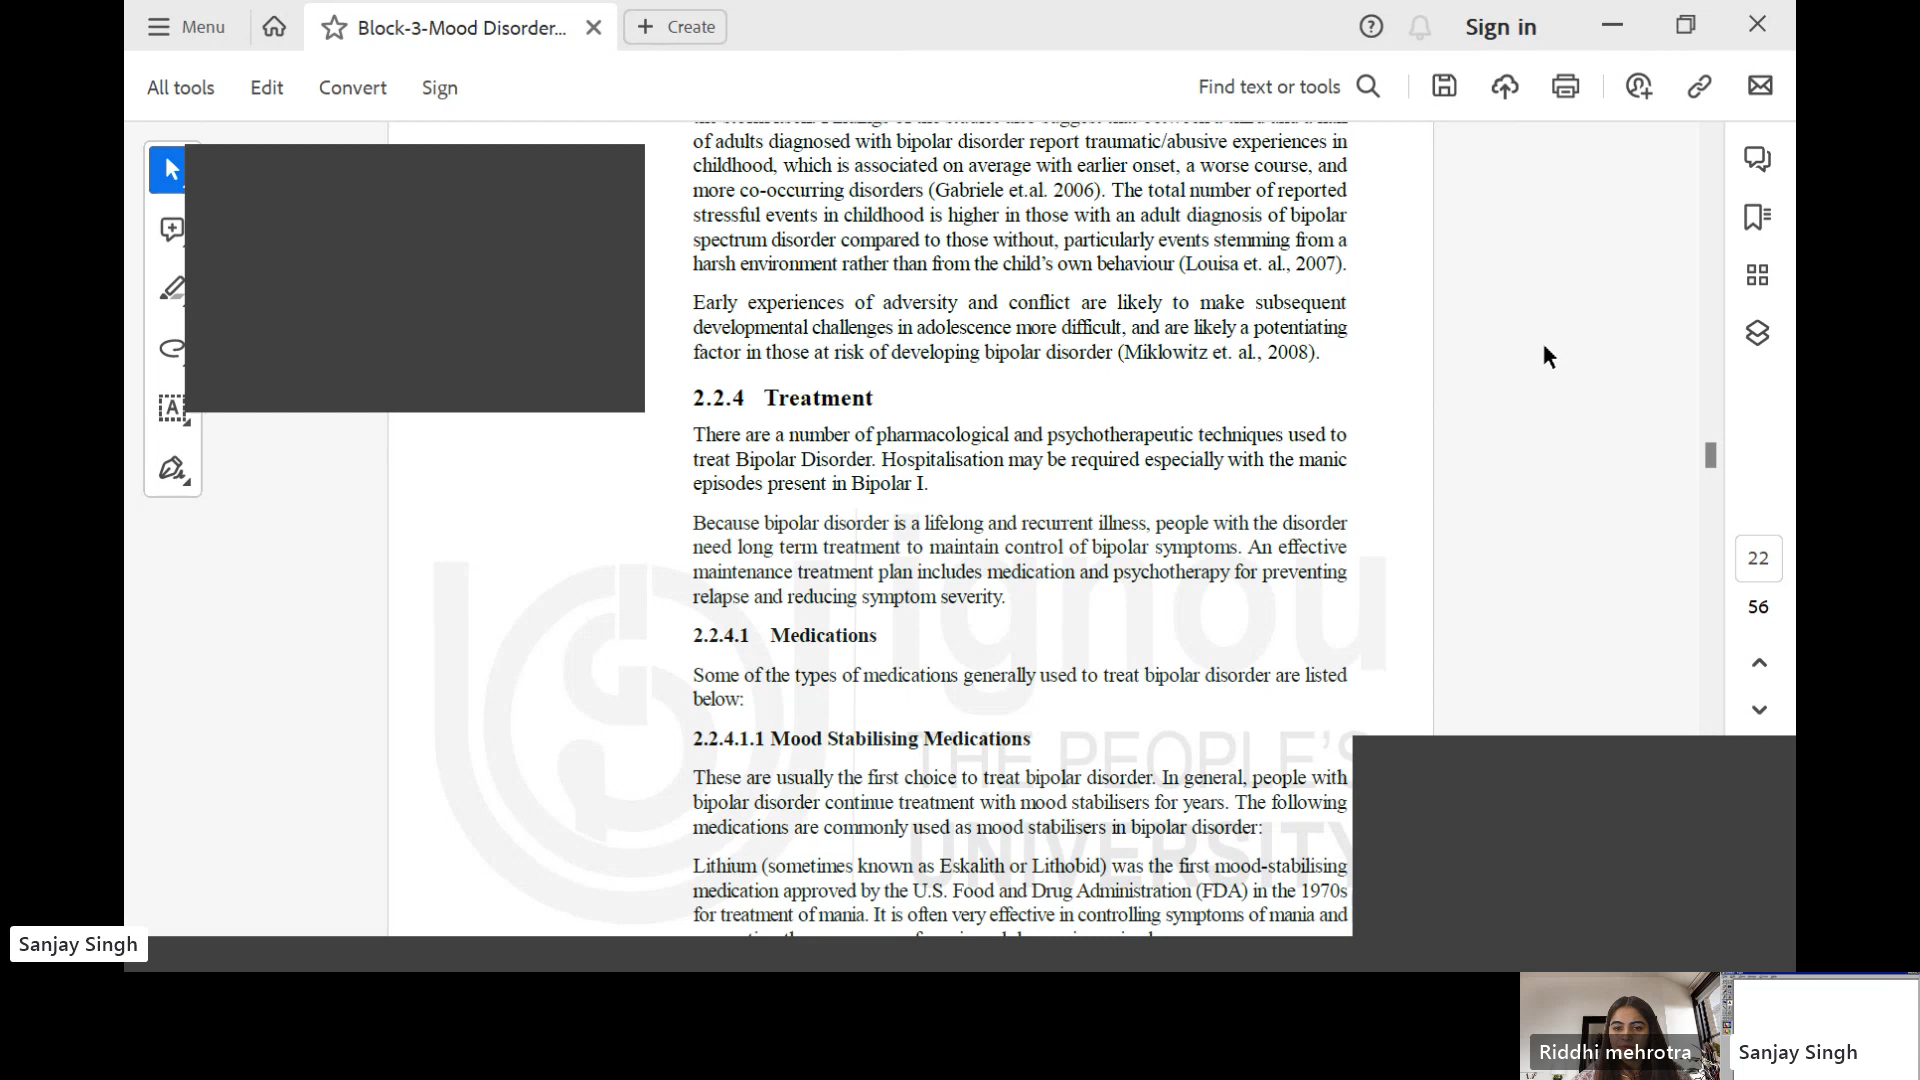 Menu
Block-3-Mood Disorder...
Create
Sign in
All tools
Edit
Convert
Sign
Find text or tools
of adults diagnosed with bipolar disorder report traumatic/abusive experiences in
childhood, which is associated on average with earlier onset, a worse course, and
more co-occurring disorders (Gabriele et.al. 2006). The total number of reported
stressful events in childhood is higher in those with an adult diagnosis of bipolar
spectrum disorder compared to those without, particularly events stemming from a
harsh environment rather than from the child's own behaviour (Louisa et. al., 2007).
Early experiences of adversity and conflict are likely to make subsequent
developmental challenges in adolescence more difficult, and are likely a potentiating
factor in those at risk of developing bipolar disorder (Miklowitz et. al., 2008).
2.2.4 Treatment
There are a number of pharmacological and psychotherapeutic techniques used to
treat Bipolar Disorder. Hospitalisation may be required especially with the manic
episodes present in Bipolar I.
Because bipolar disorder is a lifelong and recurrent illness, people with the disorder
need long term treatment to maintain control of bipolar symptoms. An effective
maintenance treatment plan includes medication and psychotherapy for preventing
relapse and reducing symptom severity.
2.2.4.1 Medications
Some of the types of medications generally used to treat bipolar disorder are listed
below:
2.2.4.1.1 Mood Stabilising Medications
These are usually the first choice to treat bipolar disorder. In general, people with
bipolar disorder continue treatment with mood stabilisers for years. The following
medications are commonly used as mood stabilisers in bipolar disorder:
Lithium (sometimes known as Eskalith or Lithobid) was the first mood-stabilising
medication approved by the U.S. Food and Drug Administration (FDA) in the 1970s
for treatment of mania. It is often very effective in controlling symptoms of mania and
ignou
THE PEOPLE'S
UNIVERSITY
22
56
Sanjay Singh
Riddhi mehrotra
Sanjay Singh